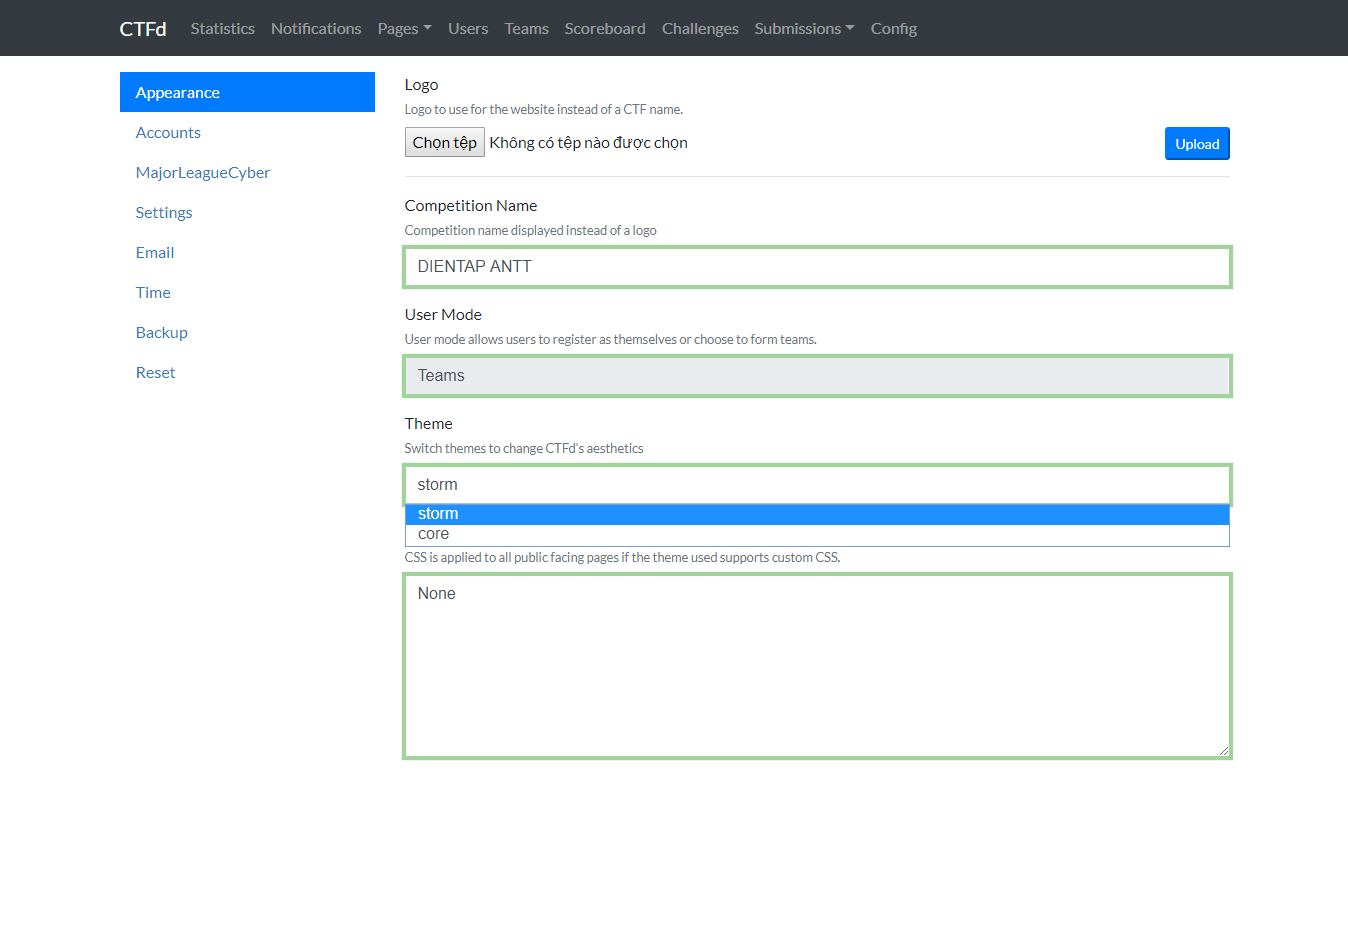 CTFd Statistics Notifications Pages Users Teams Scoreboard Challenges Submissions Config
Appearance
Accounts
MajorLeagueCyber
Settings
Email
Time
Backup
Reset
Logo
Logo to use for the website instead of a CTF name.
Chọn tệp Không có tệp nào được chọn
Upload
Competition Name
Competition name displayed instead of a logo
DIENTAP ANTT
User Mode
User mode allows users to register as themselves or choose to form teams.
Teams
Theme
Switch themes to change CTFd's aesthetics
storm
storm
core
CSS is applied to all public facing pages if the theme used supports custom CSS.
None